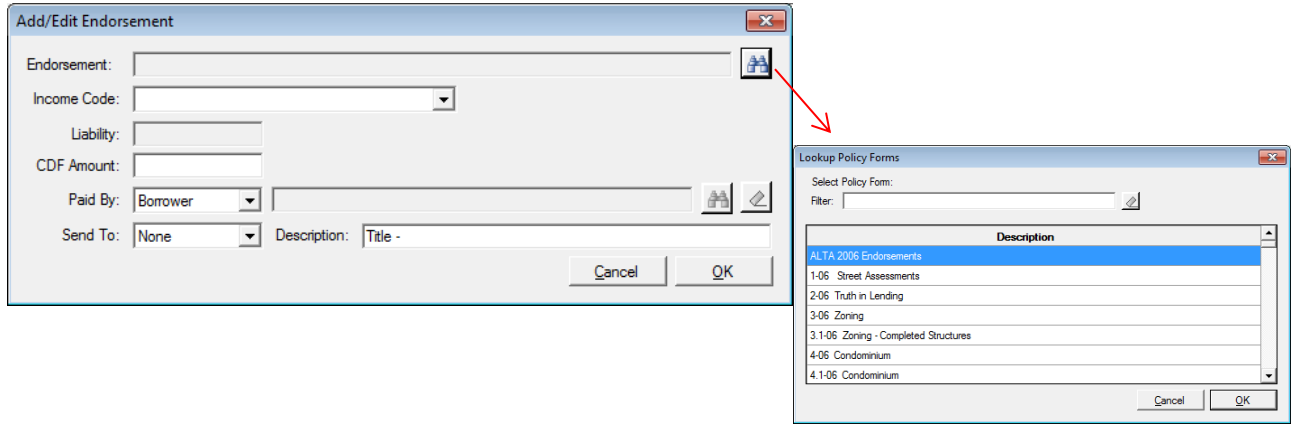 Add/Edit Endorsement
Endorsement:
Income Code:
Liability:
CDF Amount:
Paid By: Borrower
Send To: None Description: Title -
Cancel OK
Lookup Policy Forms
Select Policy Form:
Filter:
Description
ALTA 2006 Endorsements
1-06 Street Assessments
2-06 Truth in Lending
3-06 Zoning
3.1-06 Zoning - Completed Structures
4-06 Condominium
4.1-06 Condominium
Cancel OK